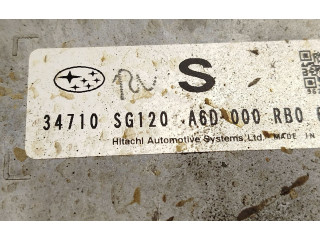 S
34710 SG120 A6D-000 RB0
Hitachi Automotive Systems,Ltd. MADE IN